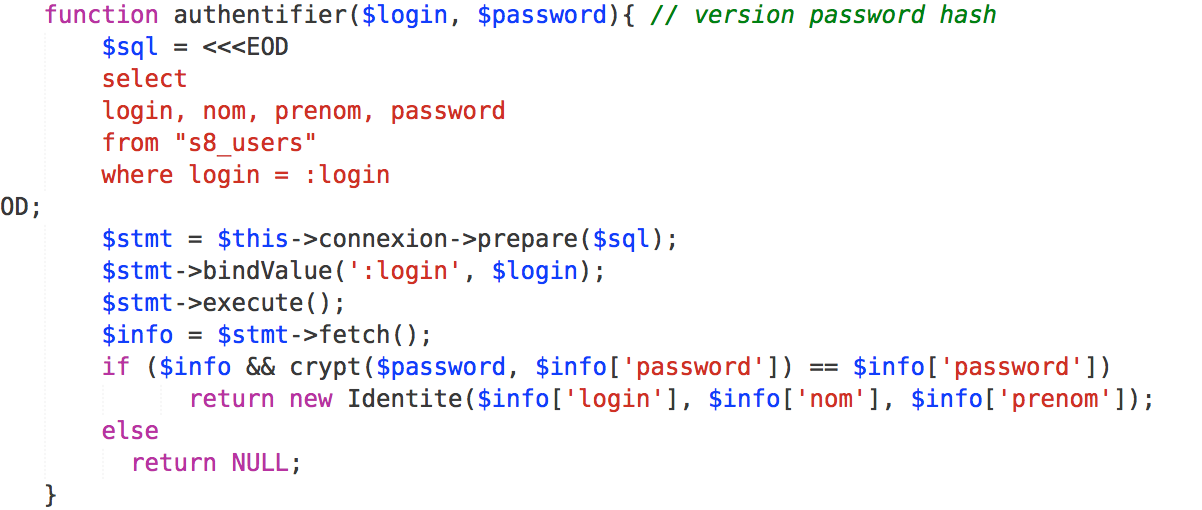 function authentifier($login, $password){ // version password hash
$sql = <<<EOD
select
login, nom, prenom, password
from "s8_users"
where login = :login
OD;
$stmt = $this->connexion->prepare($sql);
$stmt->bindValue(':login', $login);
$stmt->execute();
$info = $stmt->fetch();
if ($info && crypt($password, $info['password']) == $info['password'])
return new Identite($info['login'], $info['nom'], $info['prenom']);
else
return NULL;
}